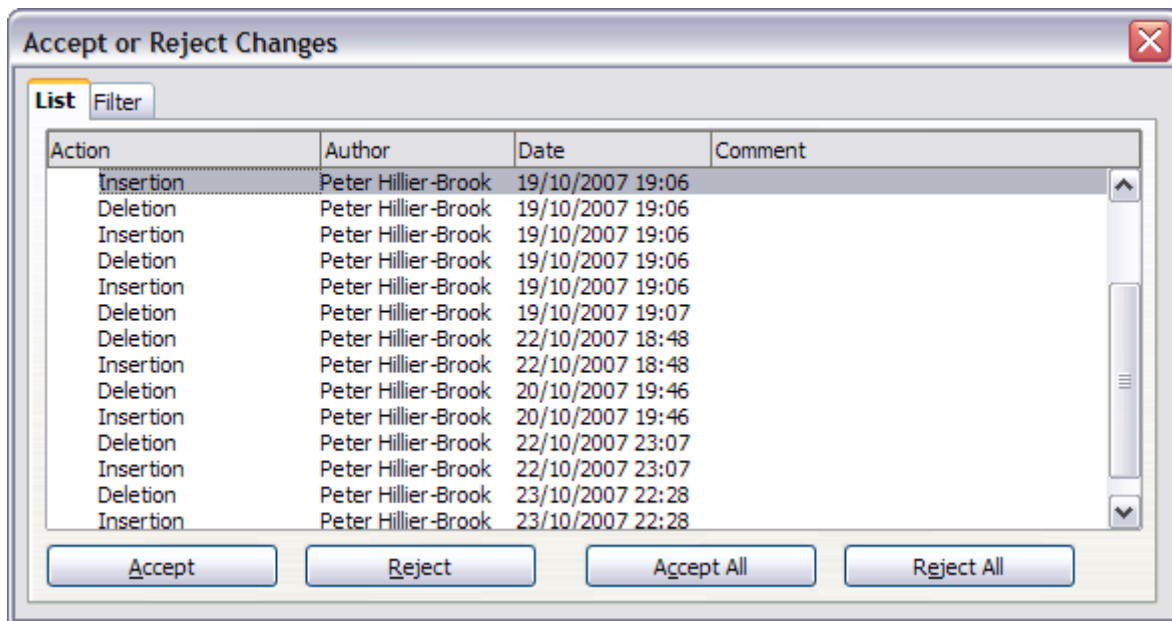 Accept or Reject Changes
List Filter
Action Author Date Comment
Insertion Peter Hillier-Brook 19/10/2007 19:06
Deletion Peter Hillier-Brook 19/10/2007 19:06
Insertion Peter Hillier-Brook 19/10/2007 19:06
Deletion Peter Hillier-Brook 19/10/2007 19:06
Insertion Peter Hillier-Brook 19/10/2007 19:06
Deletion Peter Hillier-Brook 19/10/2007 19:07
Deletion Peter Hillier-Brook 22/10/2007 18:48
Insertion Peter Hillier-Brook 22/10/2007 18:48
Deletion Peter Hillier-Brook 20/10/2007 19:46
Insertion Peter Hillier-Brook 20/10/2007 19:46
Deletion Peter Hillier-Brook 22/10/2007 23:07
Insertion Peter Hillier-Brook 22/10/2007 23:07
Deletion Peter Hillier-Brook 23/10/2007 22:28
Insertion Peter Hillier-Brook 23/10/2007 22:28
Accept Reject Accept All Reject All